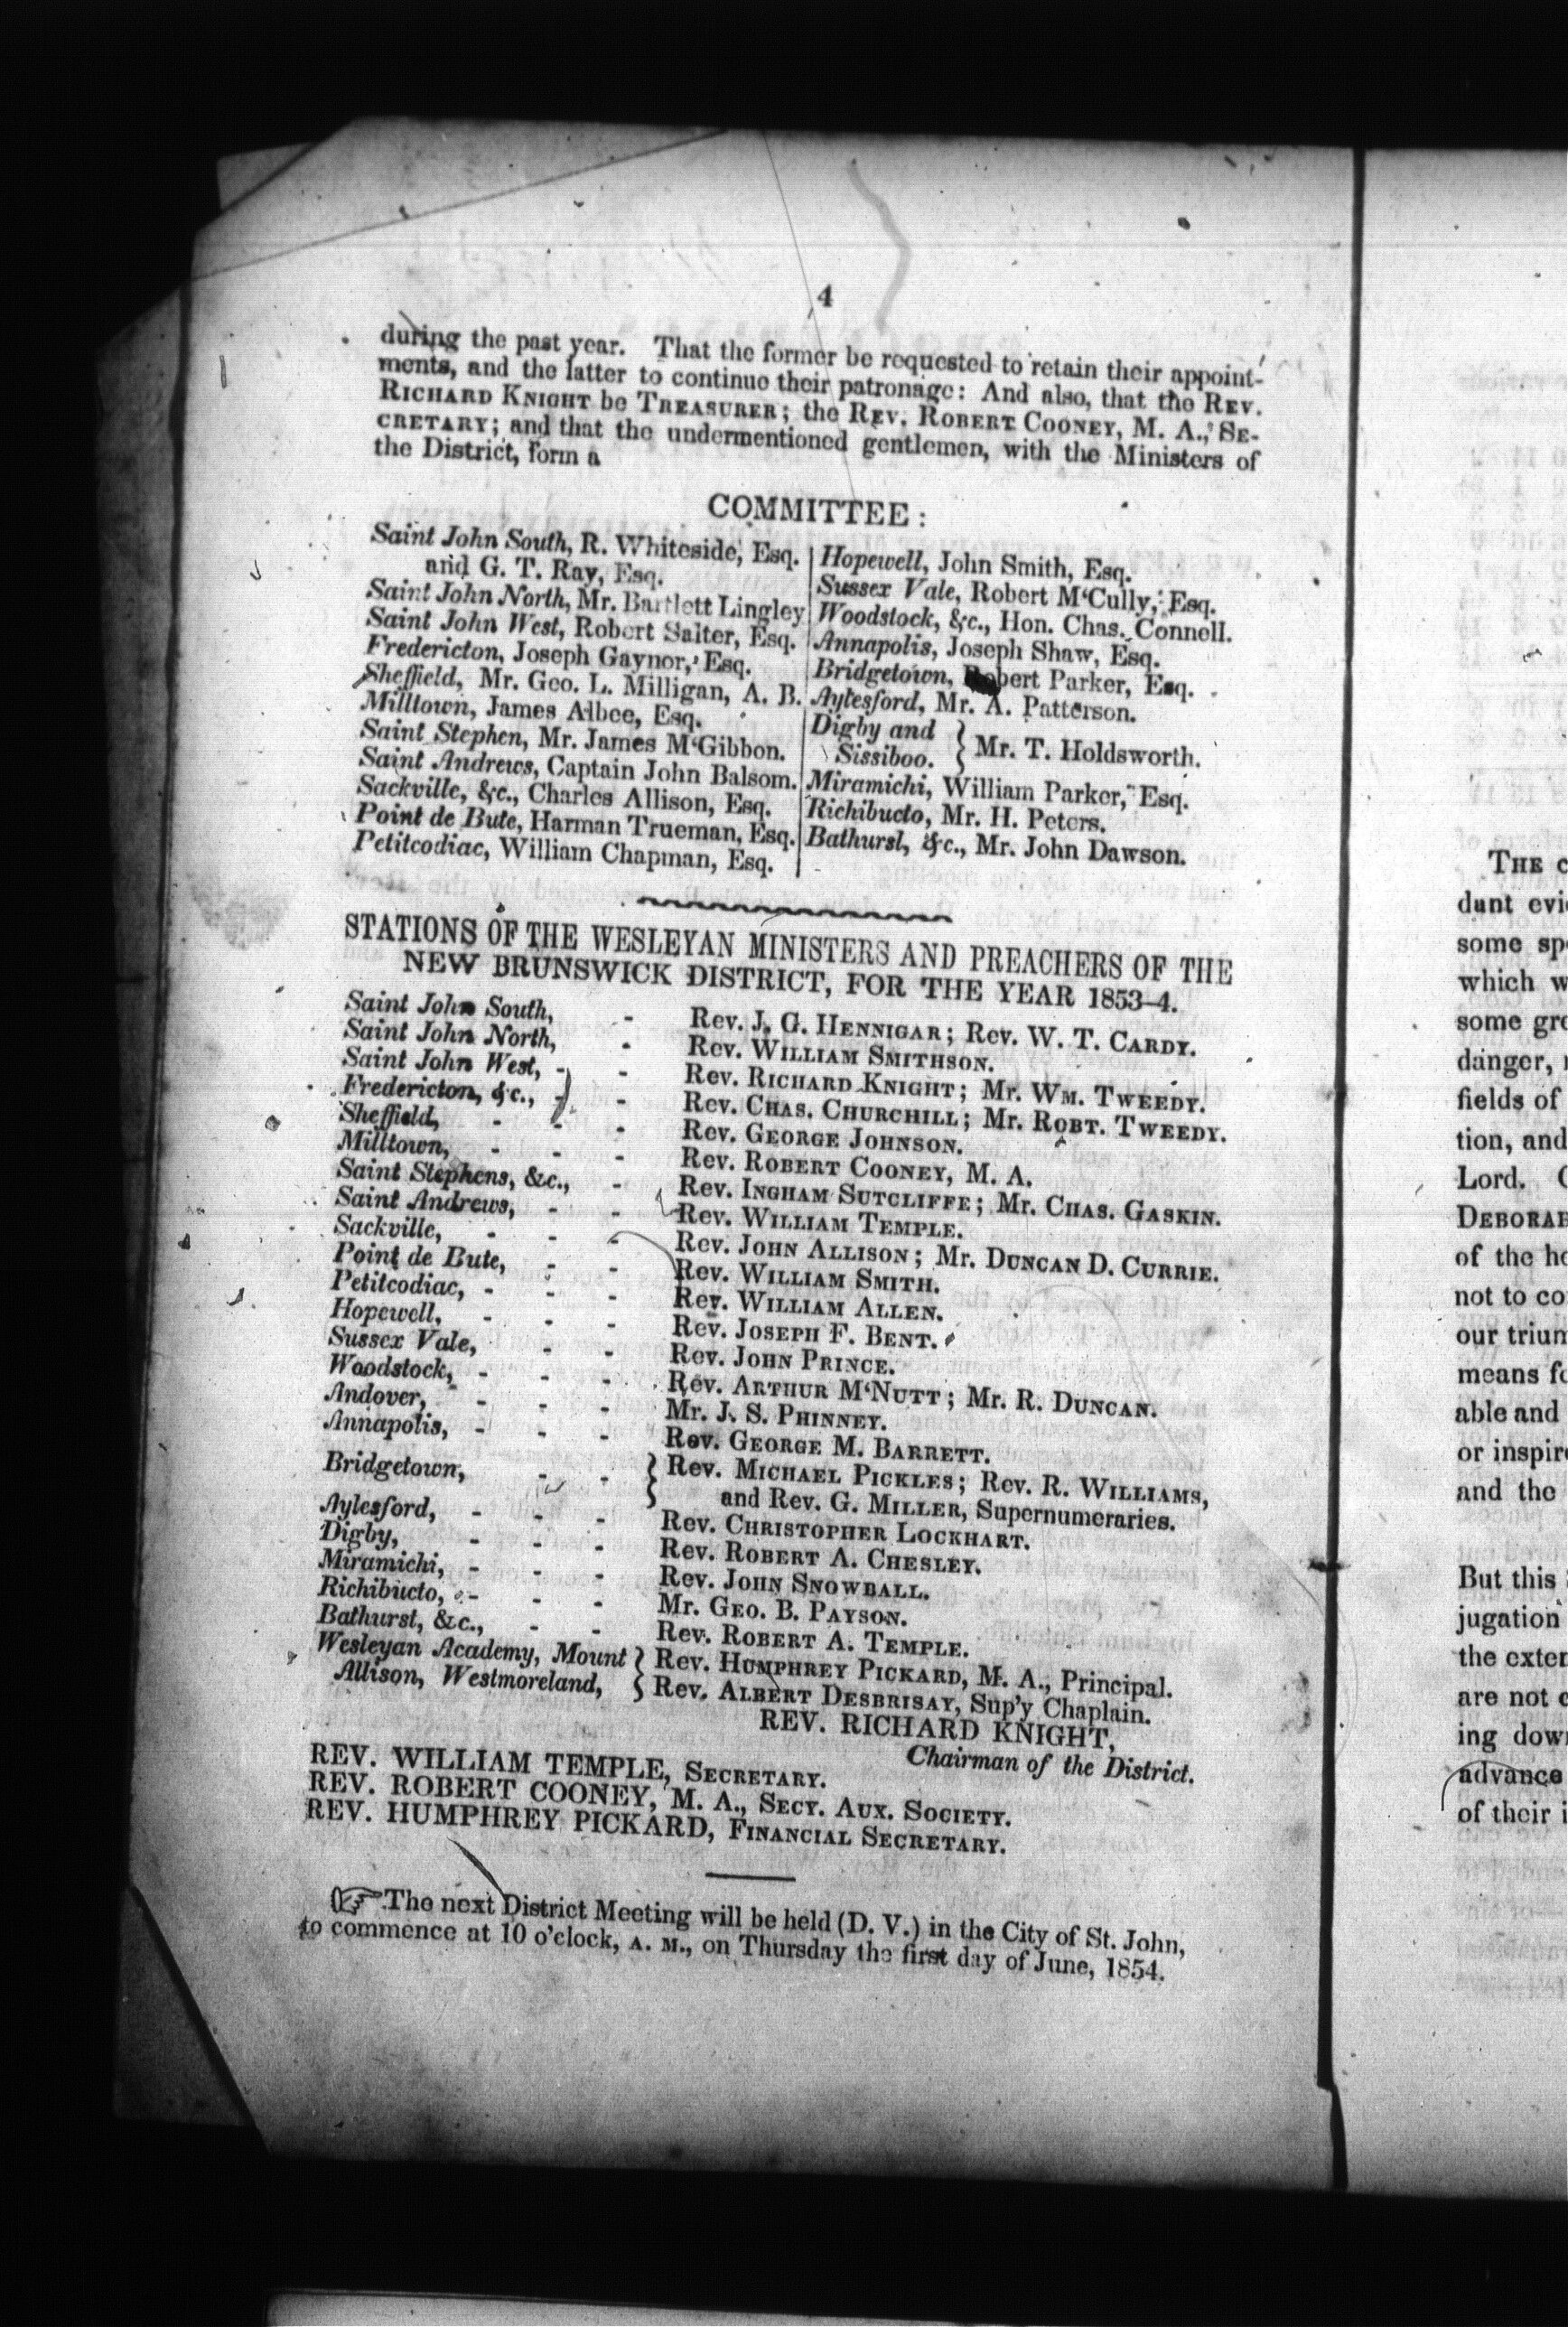 4
during the past year. That the former be requested to retain their appoint-
ments, and the latter to continue their patronage: And also, that the REV.
RICHARD KNIGHT be TREASURER; the REV. ROBERT COONEY, M. A., SE-
CRETARY; and that the undermentioned gentlemen, with the Ministers of
the District, form a
COMMITTEE:
Saint John South, R. Whiteside, Esq.
and G. T. Ray, Esq.
Saint John North, Mr. Bartlett Lingley
Saint John West, Robert Salter, Esq.
Fredericton, Joseph Gaynor, Esq.
Sheffield, Mr. Geo. L. Milligan, A. B.
Milltown, James Albee, Esq.
Saint Stephen, Mr. James M'Gibbon.
Saint Andrews, Captain John Balsom.
Sackville, &c., Charles Allison, Esq.
Point de Bute, Harman Trueman, Esq.
Petitcodiac, William Chapman, Esq.
Hopewell, John Smith, Esq.
Sussex Vale, Robert M'Cully, Esq.
Woodstock, &c., Hon. Chas. Connell.
Annapolis, Joseph Shaw, Esq.
Bridgetown, Robert Parker, Esq.
Aylesford, Mr. A. Patterson.
Digby and
Sissiboo. } Mr. T. Holdsworth.
Miramichi, William Parker, Esq.
Richibucto, Mr. H. Peters.
Bathurst, &c., Mr. John Dawson.
STATIONS OF THE WESLEYAN MINISTERS AND PREACHERS OF THE
NEW BRUNSWICK DISTRICT, FOR THE YEAR 1853-4.
Saint John South, - Rev. J. G. HENNIGAR; Rev. W. T. CARDY.
Saint John North, - Rev. WILLIAM SMITHSON.
Saint John West, - - Rev. RICHARD KNIGHT; Mr. WM. TWEEDY.
Fredericton, &c., - - Rev. CHAS. CHURCHILL; Mr. ROBT. TWEEDY.
Sheffield, - - - Rev. GEORGE JOHNSON.
Milltown, - - - Rev. ROBERT COONEY, M. A.
Saint Stephens, &c., - Rev. INGHAM SUTCLIFFE; Mr. CHAS. GASKIN.
Saint Andrews, - - Rev. WILLIAM TEMPLE.
Sackville, - - - Rev. JOHN ALLISON; Mr. DUNCAN D. CURRIE.
Point de Bute, - - Rev. WILLIAM SMITH.
Petitcodiac, - - - Rev. WILLIAM ALLEN.
Hopewell, - - - Rev. JOSEPH F. BENT.
Sussex Vale, - - Rev. JOHN PRINCE.
Woodstock, - - - Rev. ARTHUR M'NUTT; Mr. R. DUNCAN.
Andover, - - - Mr. J. S. PHINNEY.
Annapolis, - - - Rev. GEORGE M. BARRETT.
Bridgetown, - - { Rev. MICHAEL PICKLES; Rev. R. WILLIAMS,
and Rev. G. MILLER, Supernumeraries.
Aylesford, - - - Rev. CHRISTOPHER LOCKHART.
Digby, - - - Rev. ROBERT A. CHESLEY.
Miramichi, - - - Rev. JOHN SNOWBALL.
Richibucto, - - - Mr. GEO. B. PAYSON.
Bathurst, &c., - - Rev. ROBERT A. TEMPLE.
Wesleyan Academy, Mount } Rev. HUMPHREY PICKARD, M. A., Principal.
Allison, Westmoreland, } Rev. ALBERT DESBRISAY, Sup'y Chaplain.
REV. RICHARD KNIGHT,
Chairman of the District.
REV. WILLIAM TEMPLE, SECRETARY.
REV. ROBERT COONEY, M. A., SECY. AUX. SOCIETY.
REV. HUMPHREY PICKARD, FINANCIAL SECRETARY.
☞ The next District Meeting will be held (D. V.) in the City of St. John,
to commence at 10 o'clock, A. M., on Thursday the first day of June, 1854.
THE
dant
some
which
some
danger,
fields of
tion, and
Lord.
of the
not to
our
means
able and
or
and the
But this
jugation
the
are not
ing
advance
of their